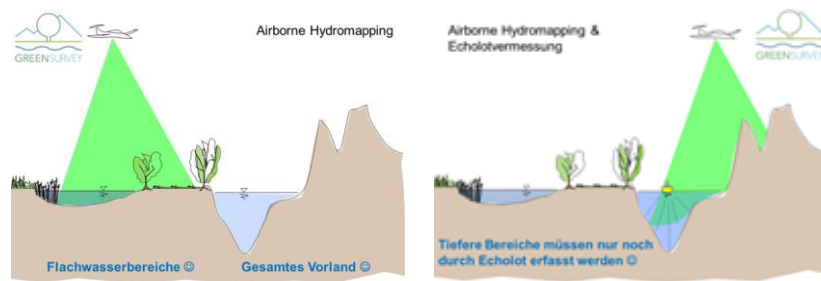 GREENSURVEY
Airborne Hydromapping
Flachwasserbereiche ☺
Gesamtes Vorland ☺
Airborne Hydromapping &
Echolotvermessung
GREENSURVEY
Tiefere Bereiche müssen nur noch
durch Echolot erfasst werden ☺